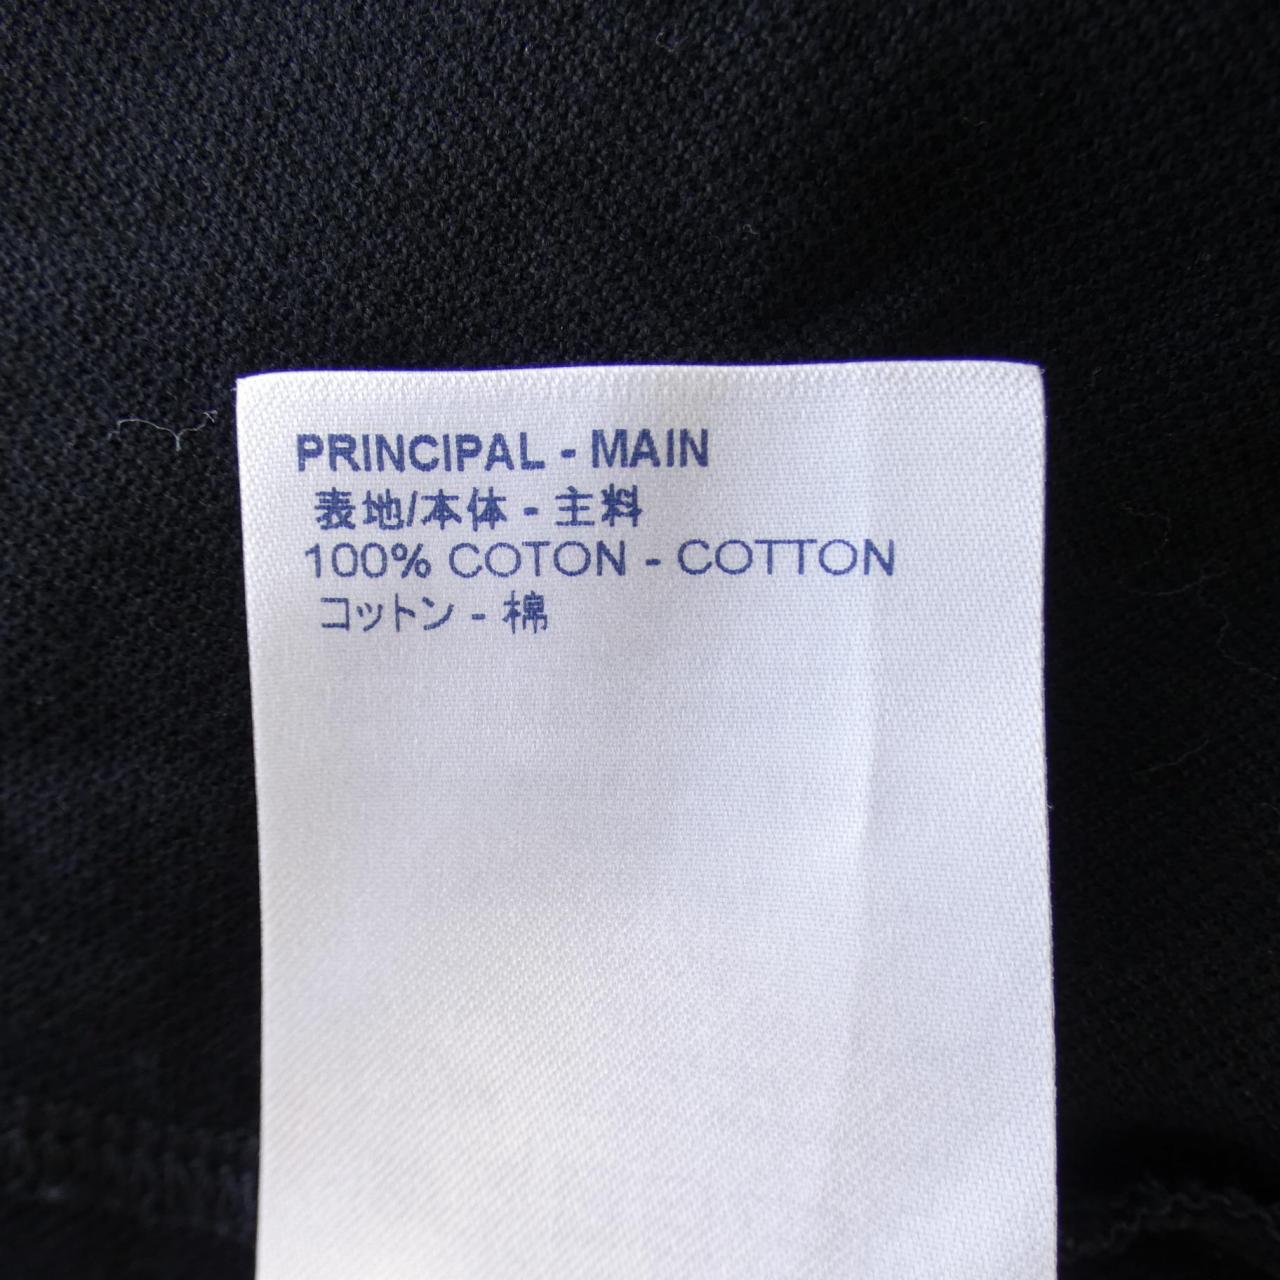 PRINCIPAL - MAIN
表地/本体 - 主料
100% COTON - COTTON
コットン - 棉